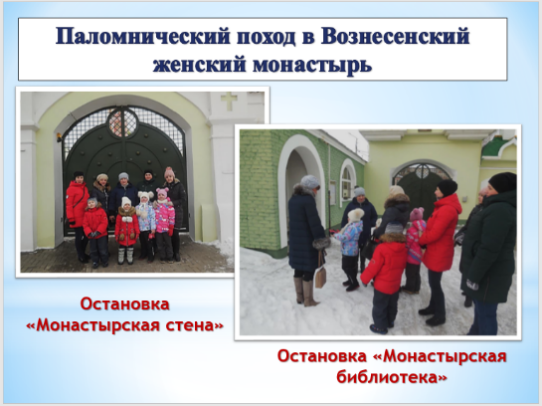 Паломнический поход в Вознесенский
женский монастырь
Остановка
«Монастырская стена»
Остановка «Монастырская
библиотека»